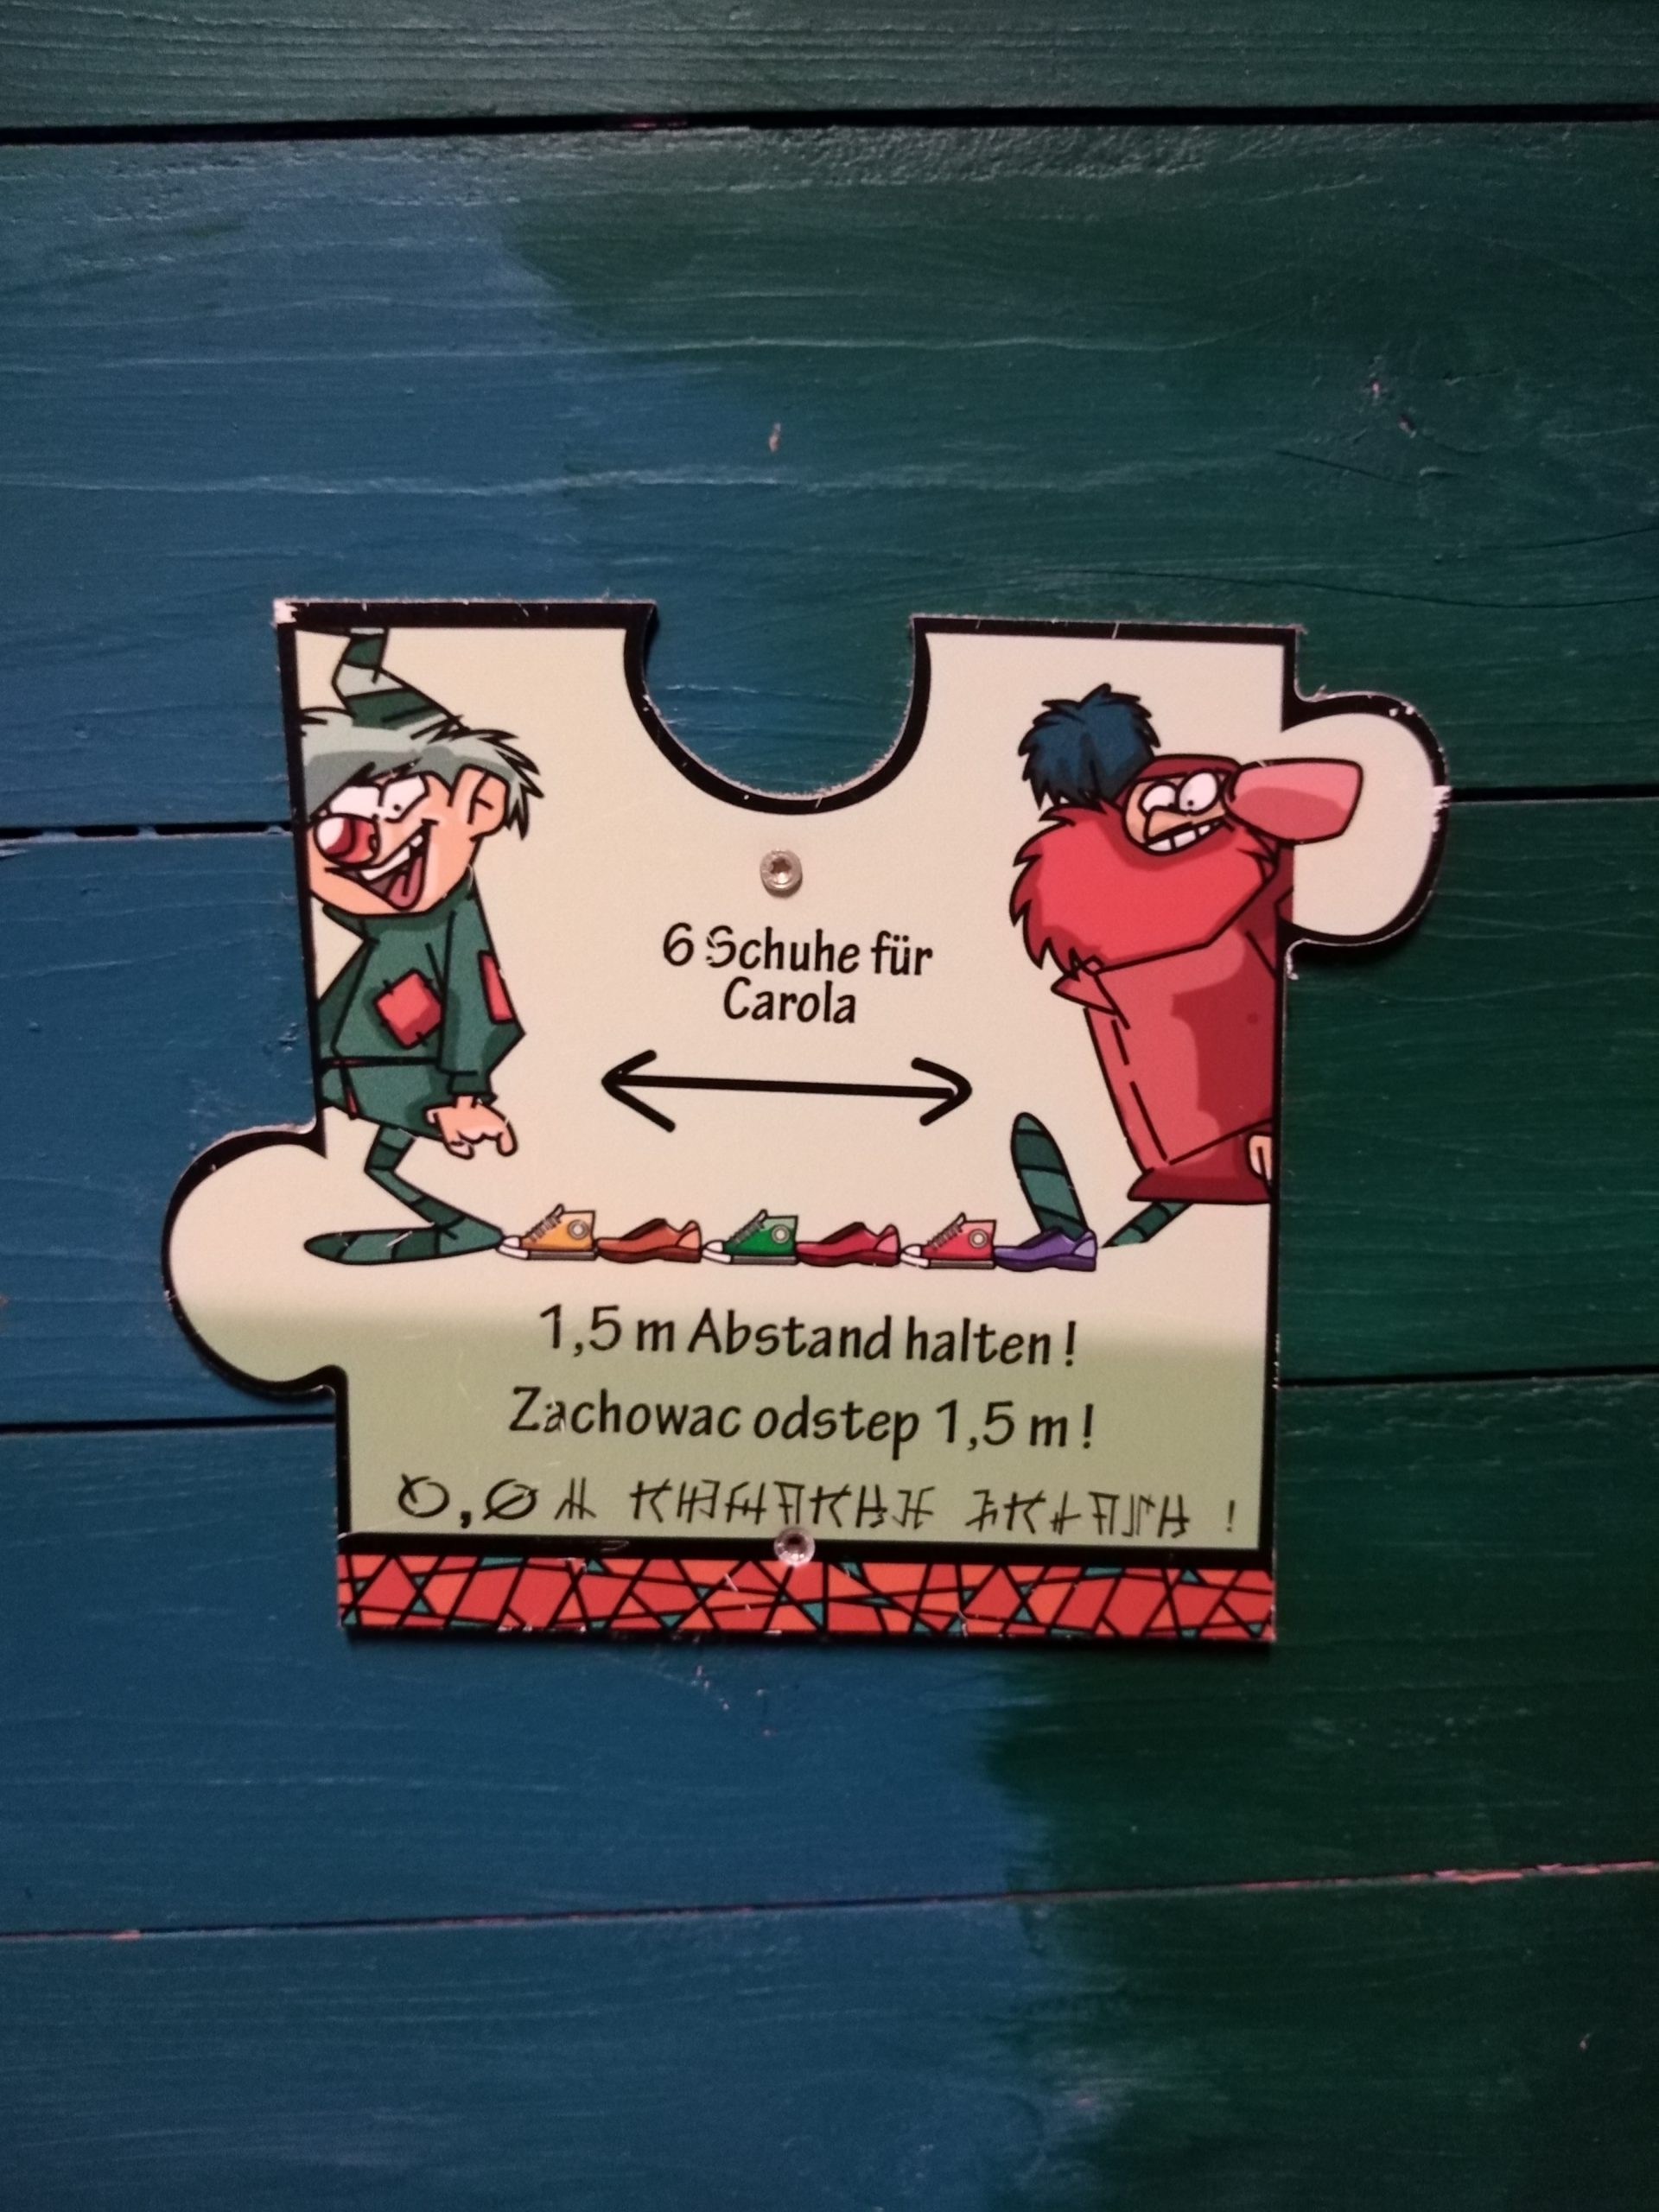 6 Schuhe für
Carola
1,5 m Abstand halten !
Zachowac odstep 1,5 m !